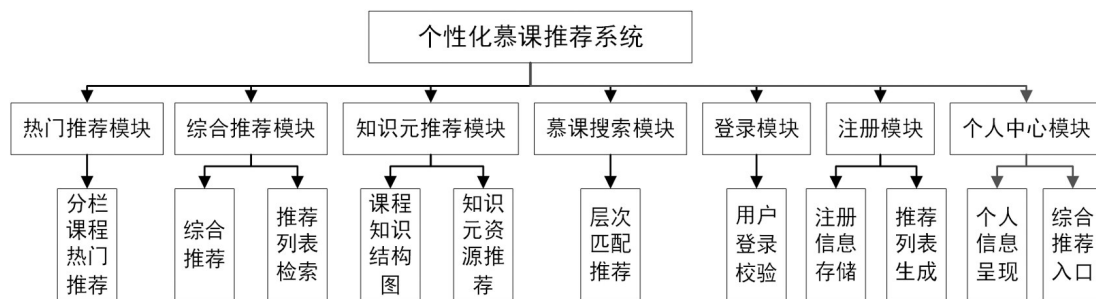 个性化慕课推荐系统
热门推荐模块
综合推荐模块
知识元推荐模块
慕课搜索模块
登录模块
注册模块
个人中心模块
分栏
课程
热门
推荐
综合
推荐
推荐
列表
检索
课程
知识
结构
图
知识
元资
源推
荐
层次
匹配
推荐
用户
登录
校验
注册
信息
存储
推荐
列表
生成
个人
信息
呈现
综合
推荐
入口